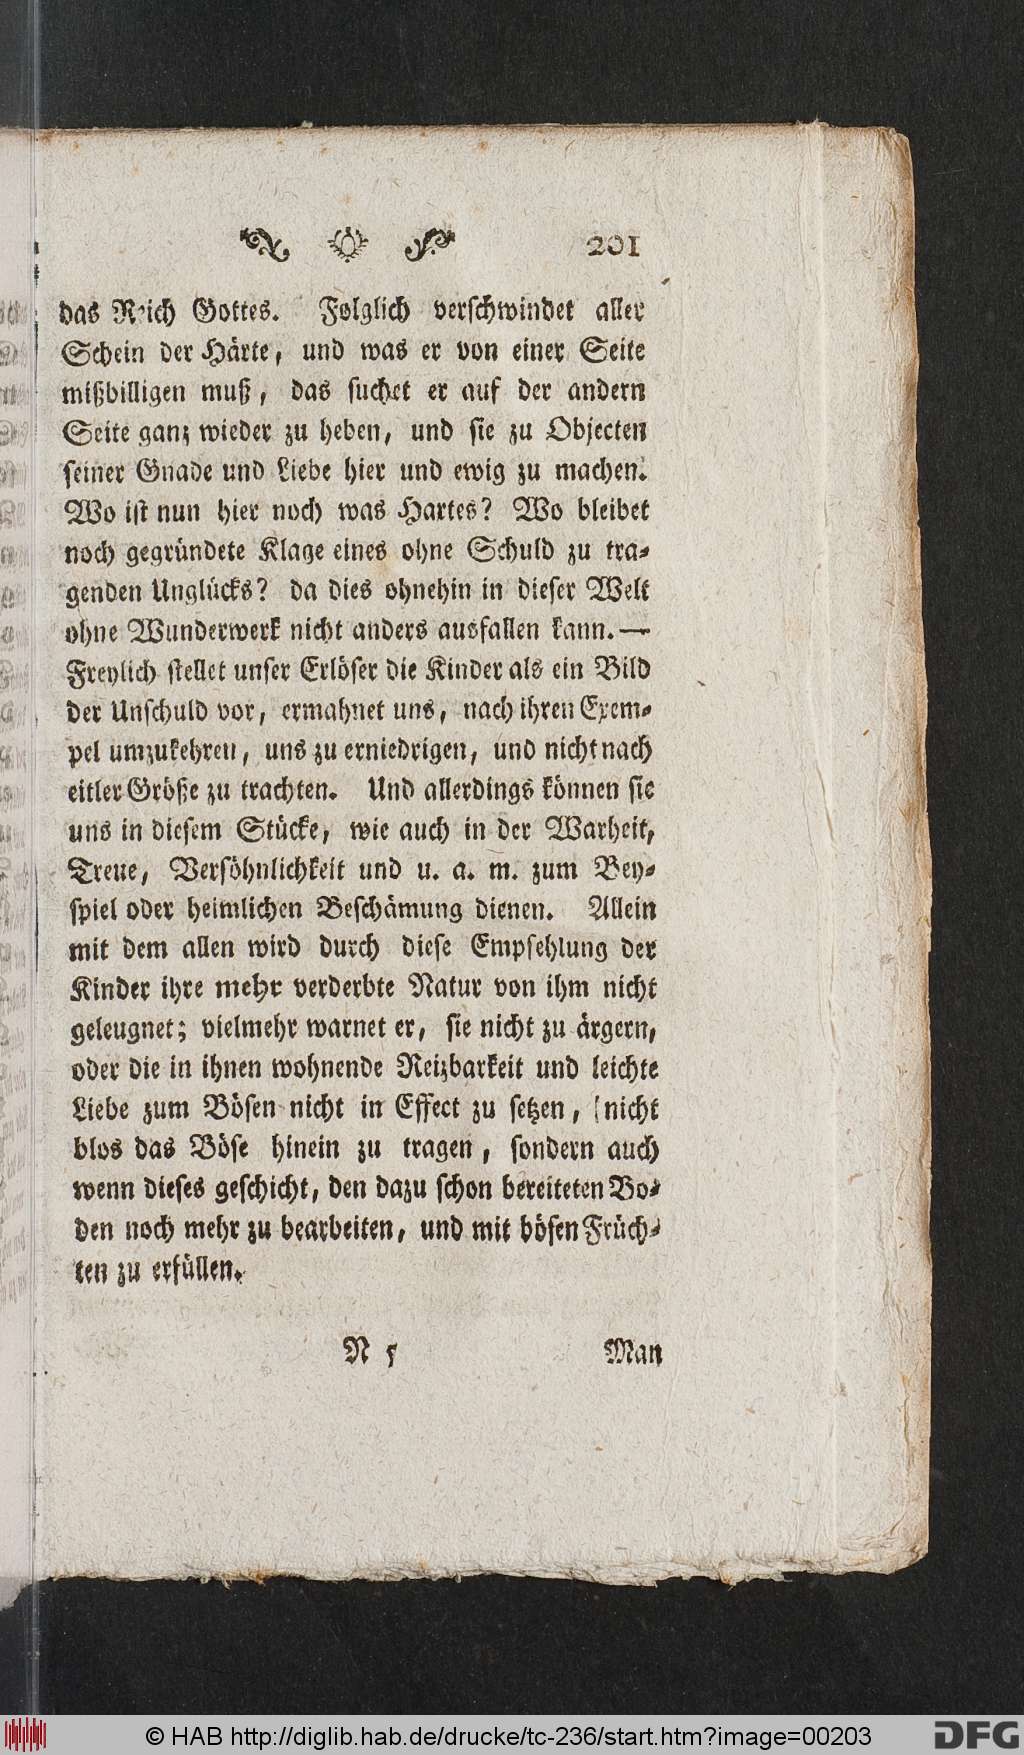 201
das Reich Gottes. Folglich verschwindet aller
Schein der Härte, und was er von einer Seite
mißbilligen muß, das suchet er auf der andern
Seite ganz wieder zu heben, und sie zu Objecten
seiner Gnade und Liebe hier und ewig zu machen.
Wo ist nun hier noch was Hartes? Wo bleibet
noch gegründete Klage eines ohne Schuld zu tra-
genden Unglücks? da dies ohnehin in dieser Welt
ohne Wunderwerk nicht anders ausfallen kann. —
Freylich stellet unser Erlöser die Kinder als ein Bild
der Unschuld vor, ermahnet uns, nach ihren Exem-
pel umzukehren, uns zu erniedrigen, und nicht nach
eitler Größe zu trachten. Und allerdings können sie
uns in diesem Stücke, wie auch in der Warheit,
Treue, Versöhnlichkeit und u. a. m. zum Bey-
spiel oder heimlichen Beschämung dienen. Allein
mit dem allen wird durch diese Empfehlung der
Kinder ihre mehr verderbte Natur von ihm nicht
geleugnet; vielmehr warnet er, sie nicht zu ärgern,
oder die in ihnen wohnende Reizbarkeit und leichte
Liebe zum Bösen nicht in Effect zu setzen, (nicht
blos das Böse hinein zu tragen, sondern auch
wenn dieses geschicht, den dazu schon bereiteten Bo-
den noch mehr zu bearbeiten, und mit bösen Früch-
ten zu erfüllen.
N 5 Man
© HAB http://diglib.hab.de/drucke/tc-236/start.htm?image=00203
DFG